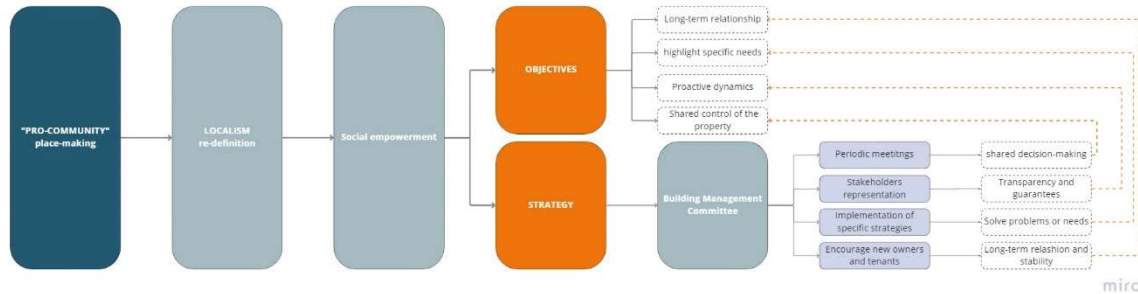 "PRO-COMMUNITY"
place-making
LOCALISM
re-definition
Social empowerment
OBJECTIVES
STRATEGY
Long-term relationship
highlight specific needs
Proactive dynamics
Shared control of the
property
Building Management
Committee
Periodic meetitngs
shared decision-making
Stakeholders
representation
Transparency and
guarantees
Implementation of
specific strategies
Solve problems or needs
Encourage new owners
and tenants
Long-term relashion and
stability
miro